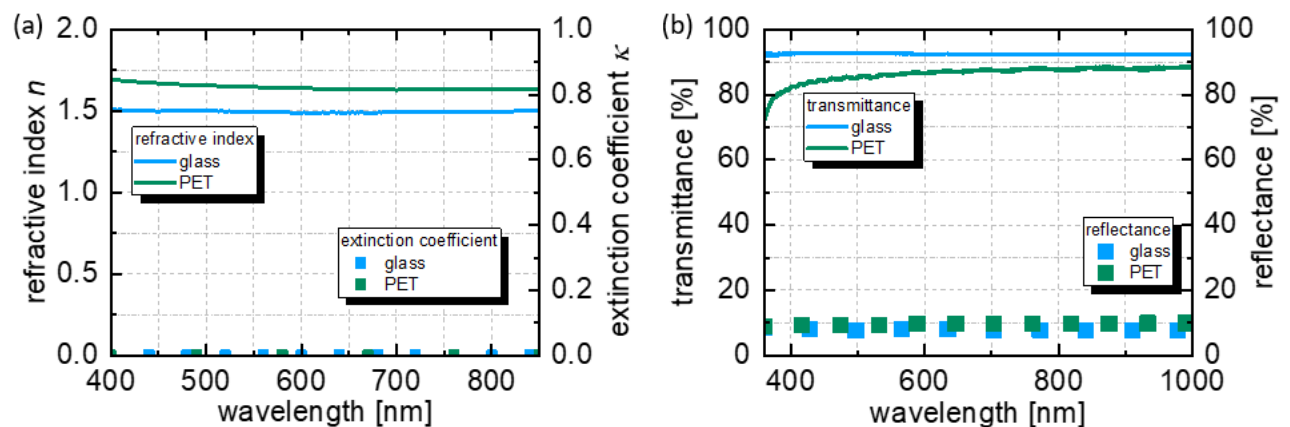 (a)
2.0
1.5
1.0
0.5
0.0
refractive index n
400
500
600
700
800
wavelength [nm]
1.0
0.8
0.6
0.4
0.2
0.0
extinction coefficient κ
refractive index
glass
PET
extinction coefficient
glass
PET
(b)
100
80
60
40
20
0
transmittance [%]
400
600
800
1000
wavelength [nm]
100
80
60
40
20
0
reflectance [%]
transmittance
glass
PET
reflectance
glass
PET